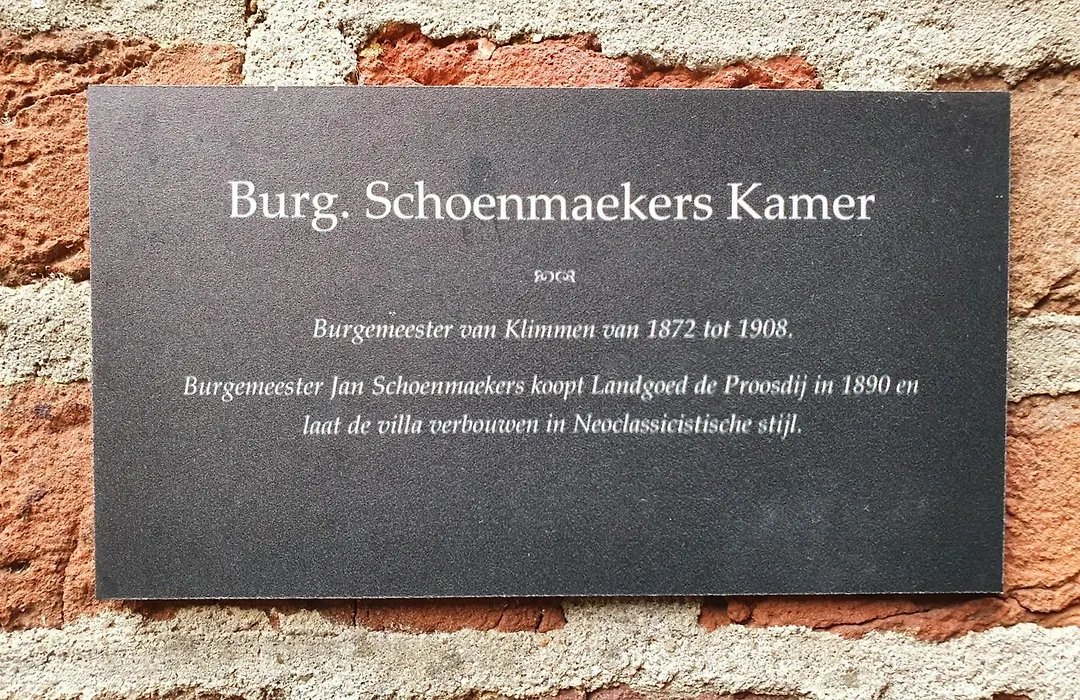 Burg. Schoenmaekers Kamer
Burgemeester van Klimmen van 1872 tot 1908.
Burgemeester Jan Schoenmaekers koopt Landgoed de Proosdij in 1890 en
laat de villa verbouwen in Neoclassicistische stijl.